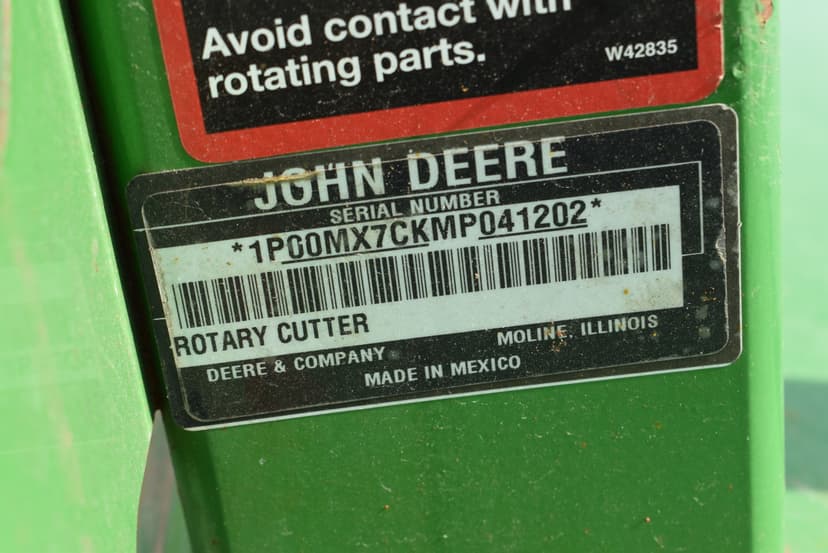 Avoid contact with
rotating parts.
W42835
JOHN DEERE
SERIAL NUMBER
*1P00MX7CKMP041202*
ROTARY CUTTER
DEERE & COMPANY MOLINE, ILLINOIS
MADE IN MEXICO